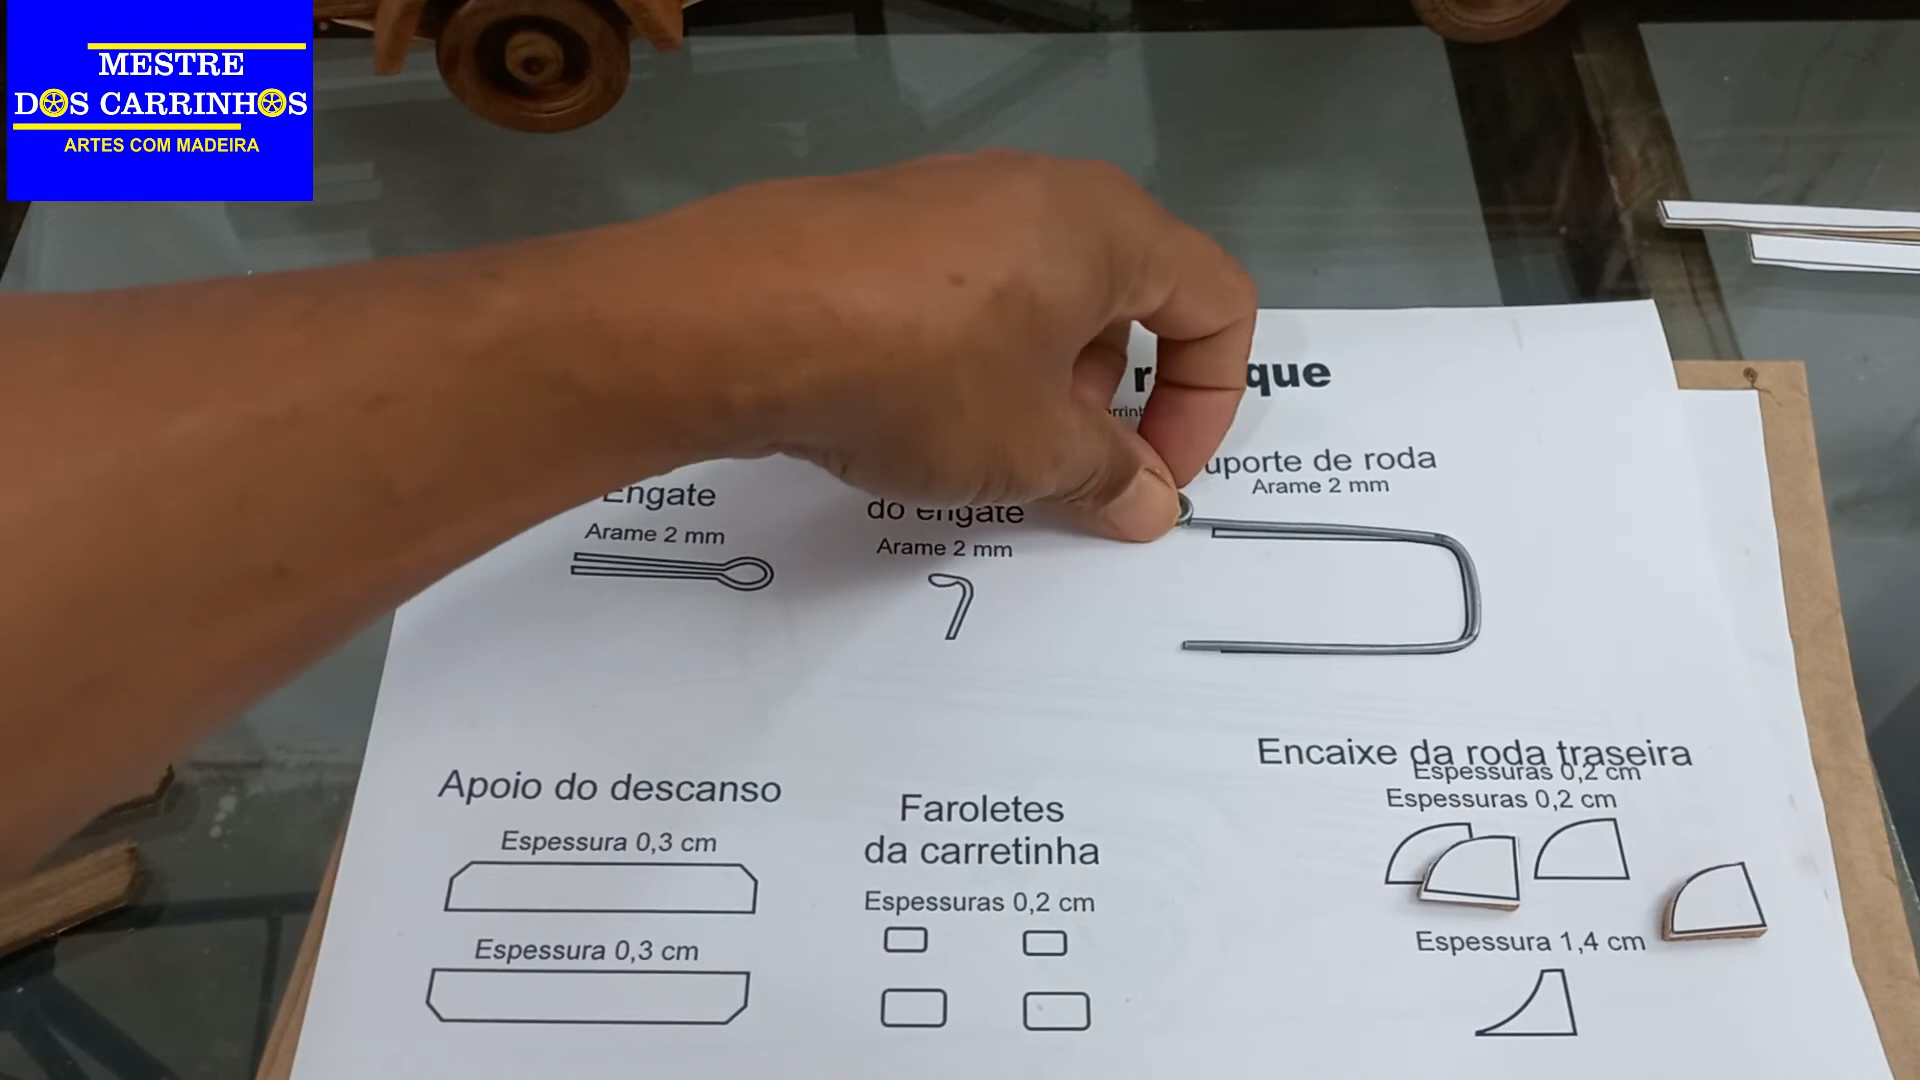 MESTRE
DOS CARRINHOS
ARTES COM MADEIRA
que
uporte de roda
Arame 2 mm
Engate
Arame 2 mm
do engate
Arame 2 mm
Apoio do descanso
Espessura 0,3 cm
Espessura 0,3 cm
Faroletes
da carretinha
Espessuras 0,2 cm
Encaixe da roda traseira
Espessuras 0,2 cm
Espessuras 0,2 cm
Espessura 1,4 cm